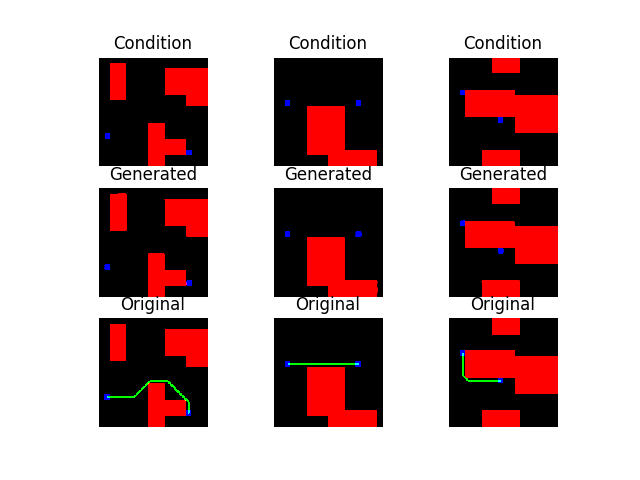 Condition Condition Condition
Generated Generated Generated
Original Original Original